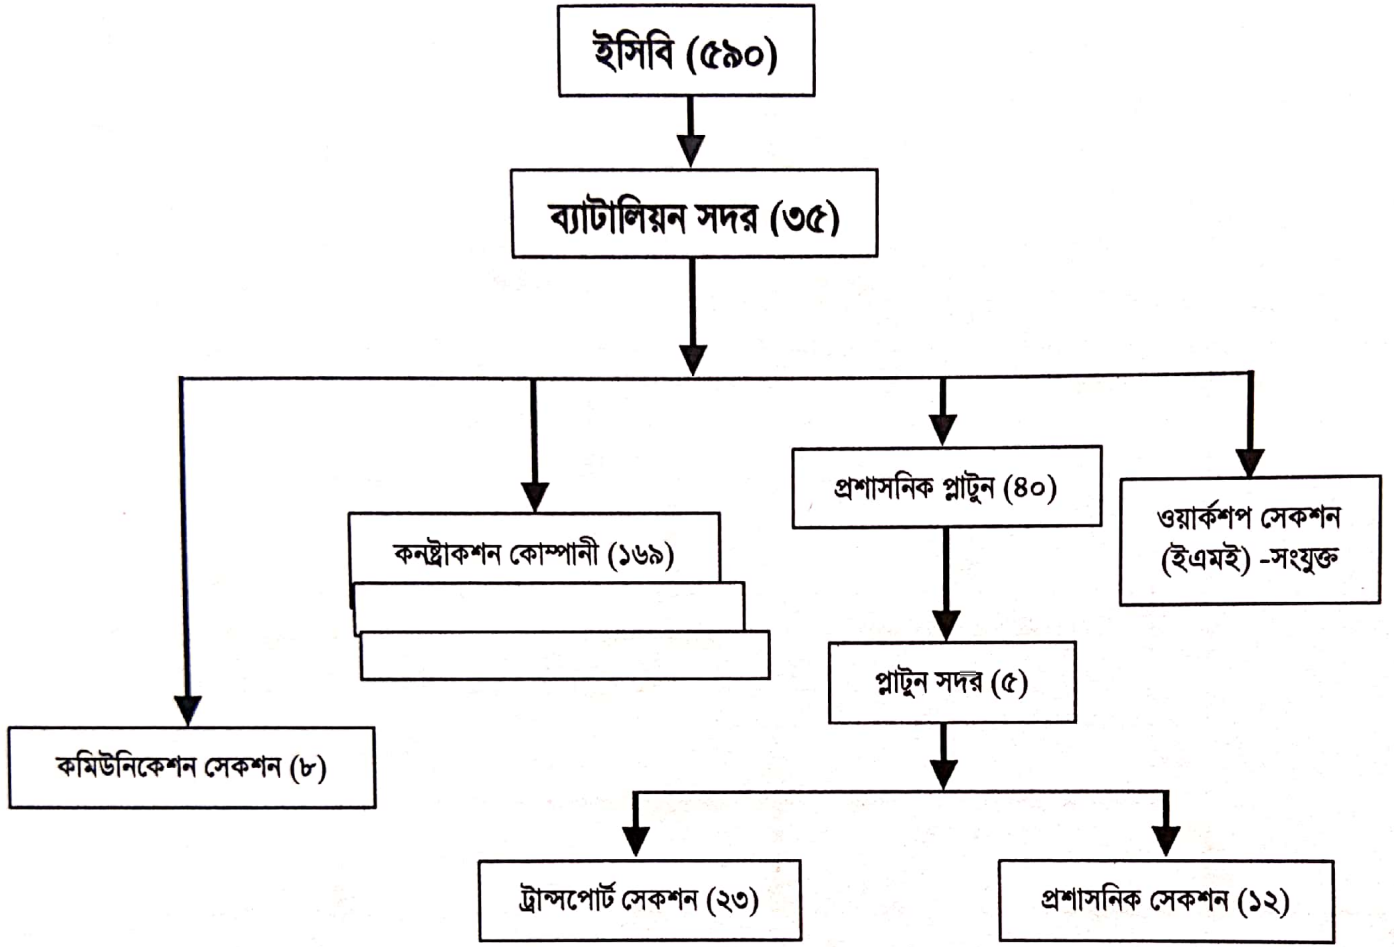 ইসিবি (৫৯০)
ব্যাটালিয়ন সদর (৩৫)
প্রশাসনিক প্লাটুন (৪০)
ওয়ার্কশপ সেকশন
(ইএমই) -সংযুক্ত
কনষ্ট্রাকশন কোম্পানী (১৬৯)
প্লাটুন সদর (৫)
কমিউনিকেশন সেকশন (৮)
ট্রান্সপোর্ট সেকশন (২৩)
প্রশাসনিক সেকশন (১২)